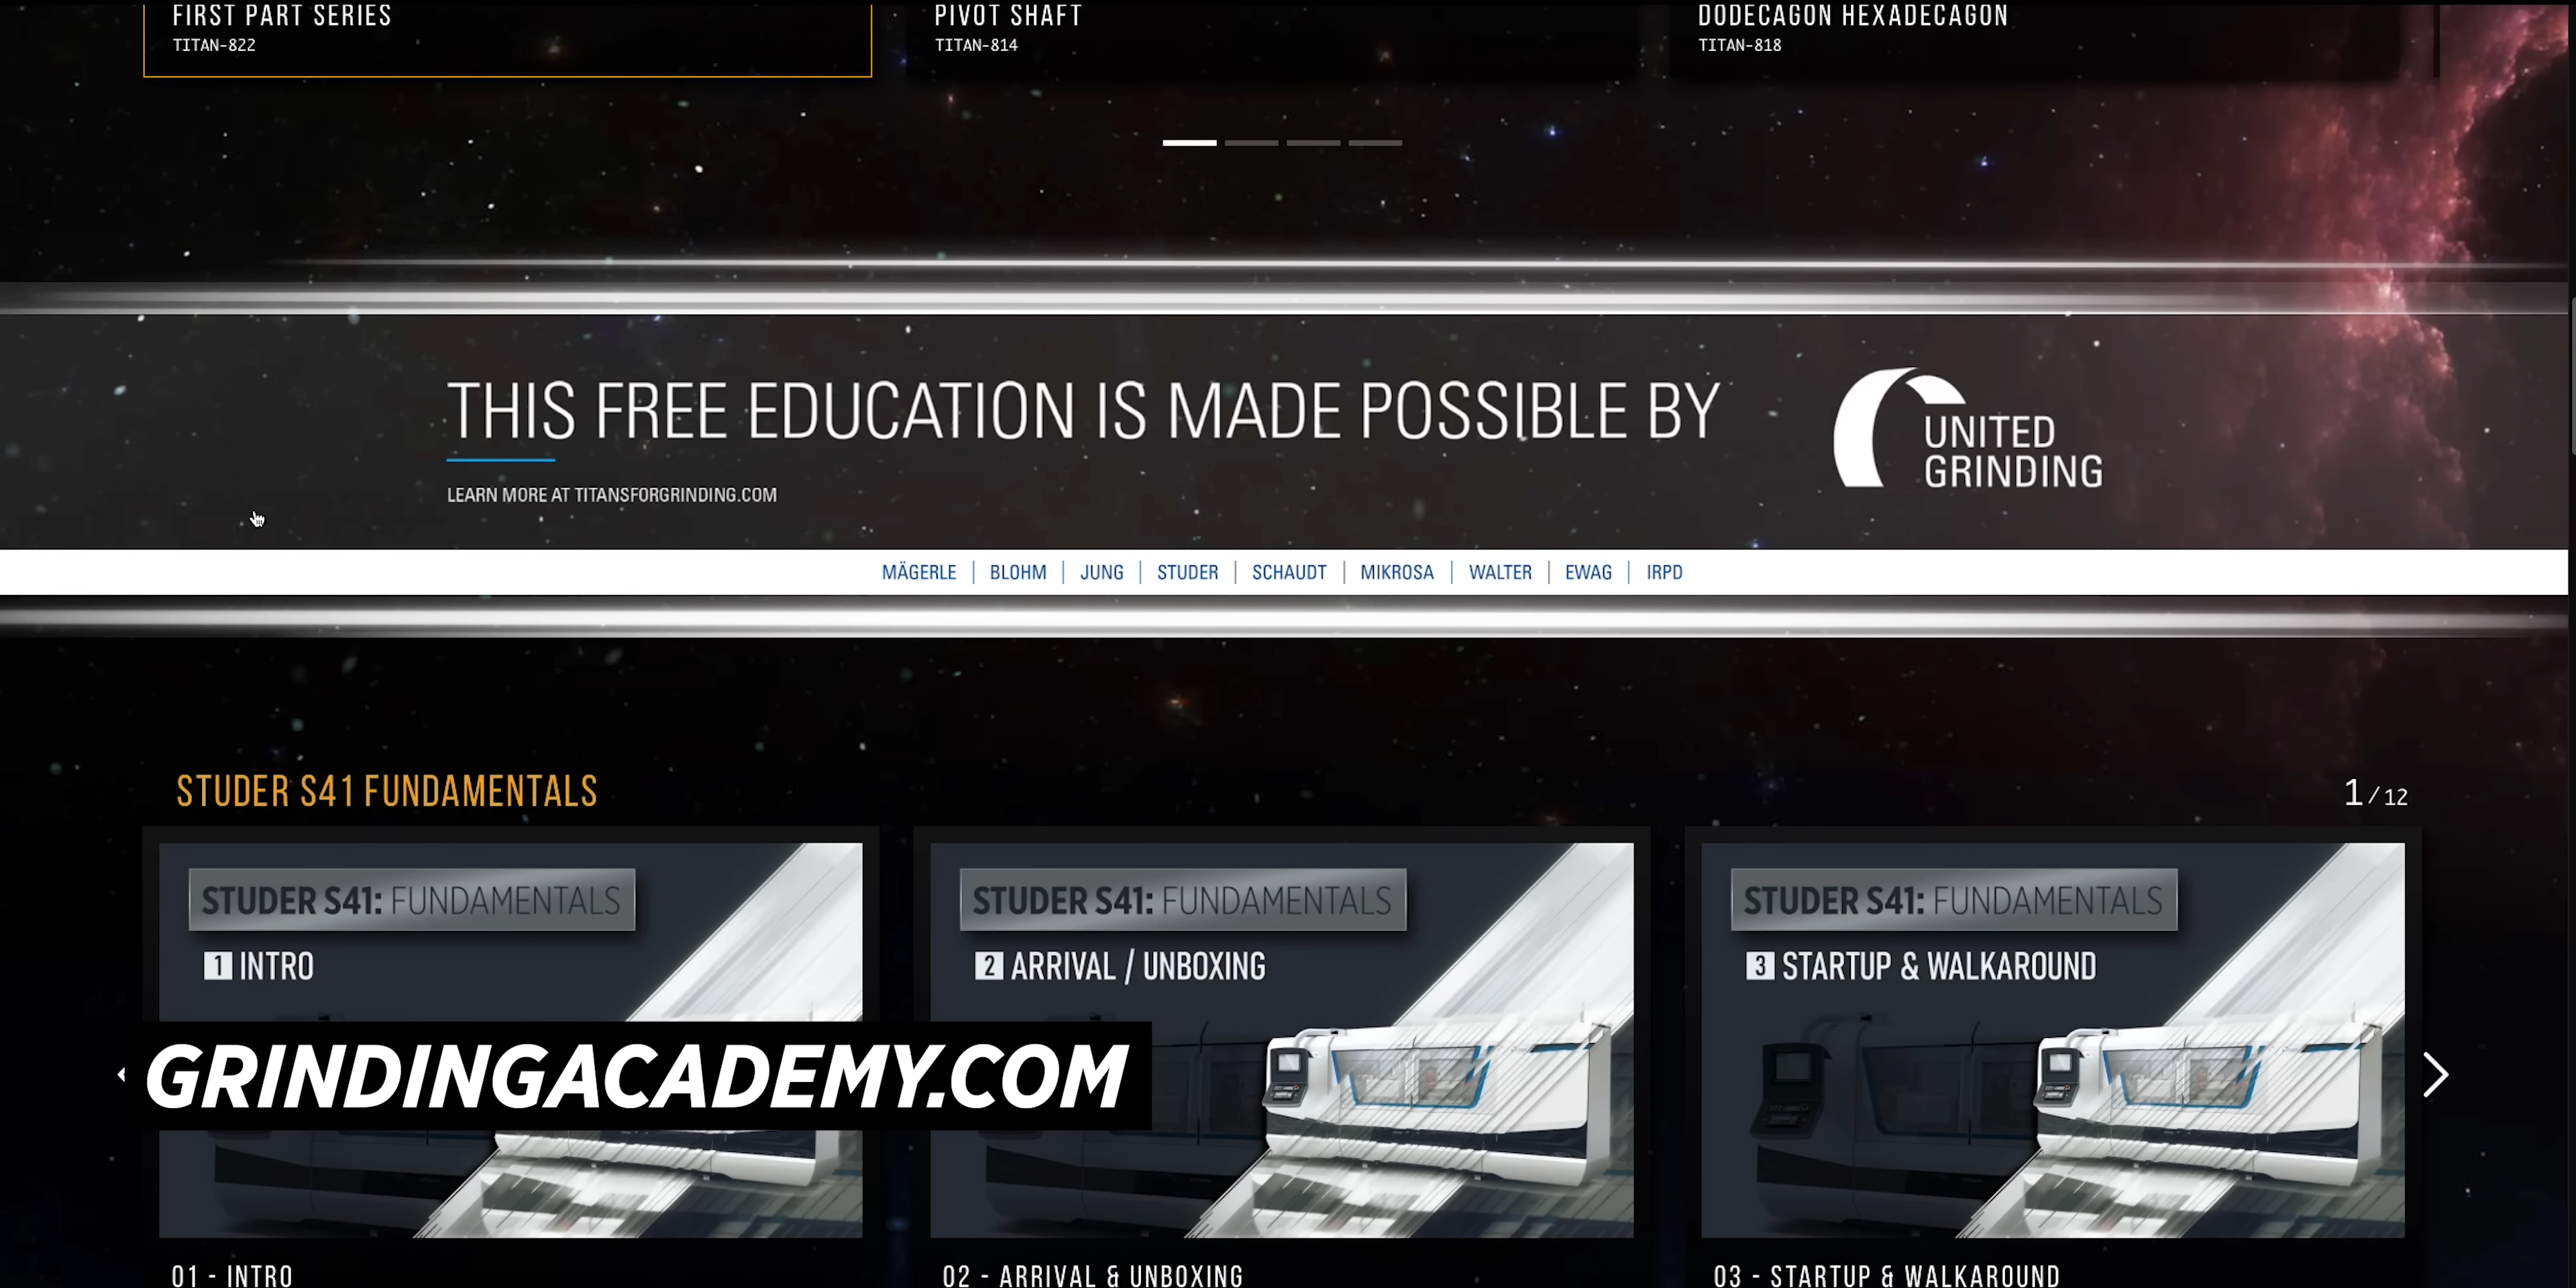 FIRST PART SERIES
TITAN-822
PIVOT SHAFT
TITAN-814
DODECAGON HEXADECAGON
TITAN-818
THIS FREE EDUCATION IS MADE POSSIBLE BY
LEARN MORE AT TITANSFORGRINDING.COM
UNITED
GRINDING
MÄGERLE | BLOHM | JUNG | STUDER | SCHAUDT | MIKROSA | WALTER | EWAG | IRPD
STUDER S41 FUNDAMENTALS
1/12
STUDER S41: FUNDAMENTALS
1 INTRO
STUDER S41: FUNDAMENTALS
2 ARRIVAL / UNBOXING
STUDER S41: FUNDAMENTALS
3 STARTUP & WALKAROUND
GRINDINGACADEMY.COM
01 - INTRO
02 - ARRIVAL & UNBOXING
03 - STARTUP & WALKAROUND